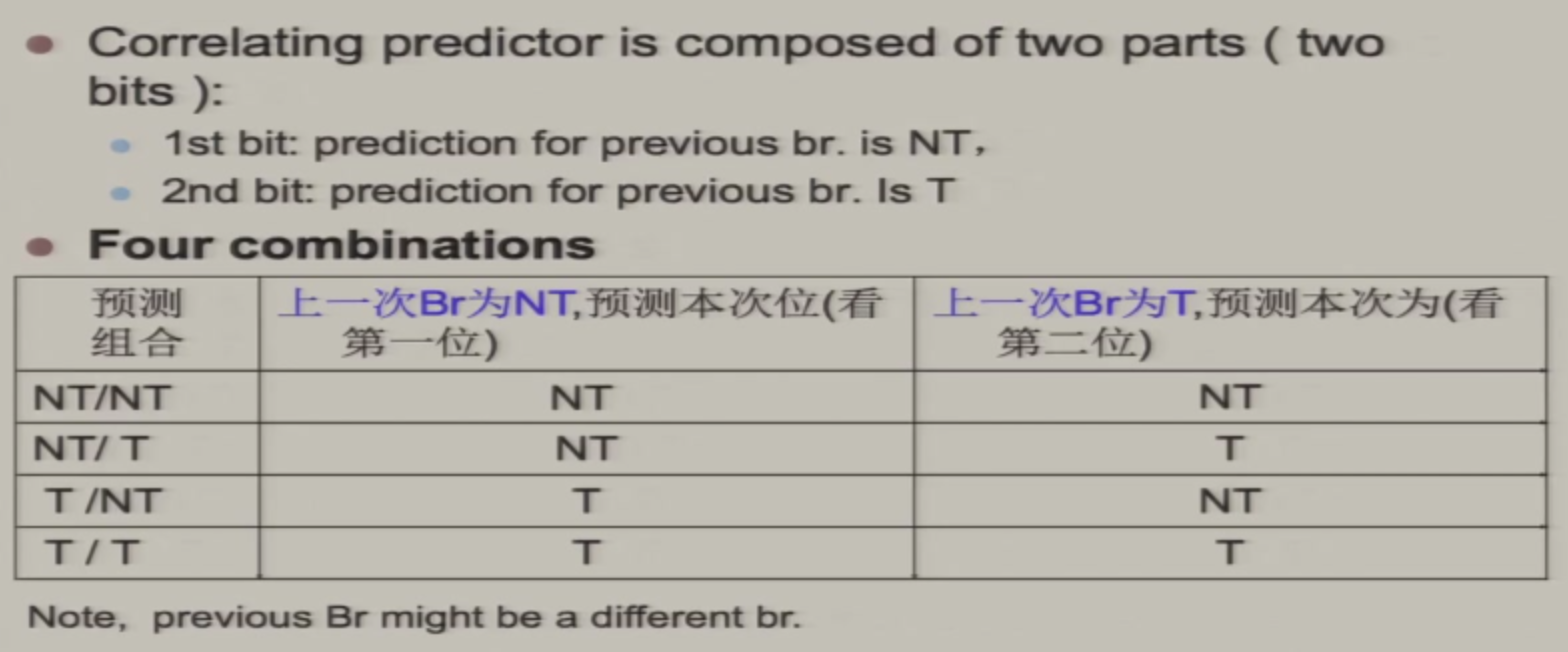 Correlating predictor is composed of two parts ( two
bits ):
1st bit: prediction for previous br. is NT，
2nd bit: prediction for previous br. Is T
Four combinations
预测
组合
上一次Br为NT,预测本次位(看
第一位)
上一次Br为T,预测本次为(看
第二位)
NT/NT NT NT
NT/ T NT T
T /NT T NT
T / T T T
Note, previous Br might be a different br.